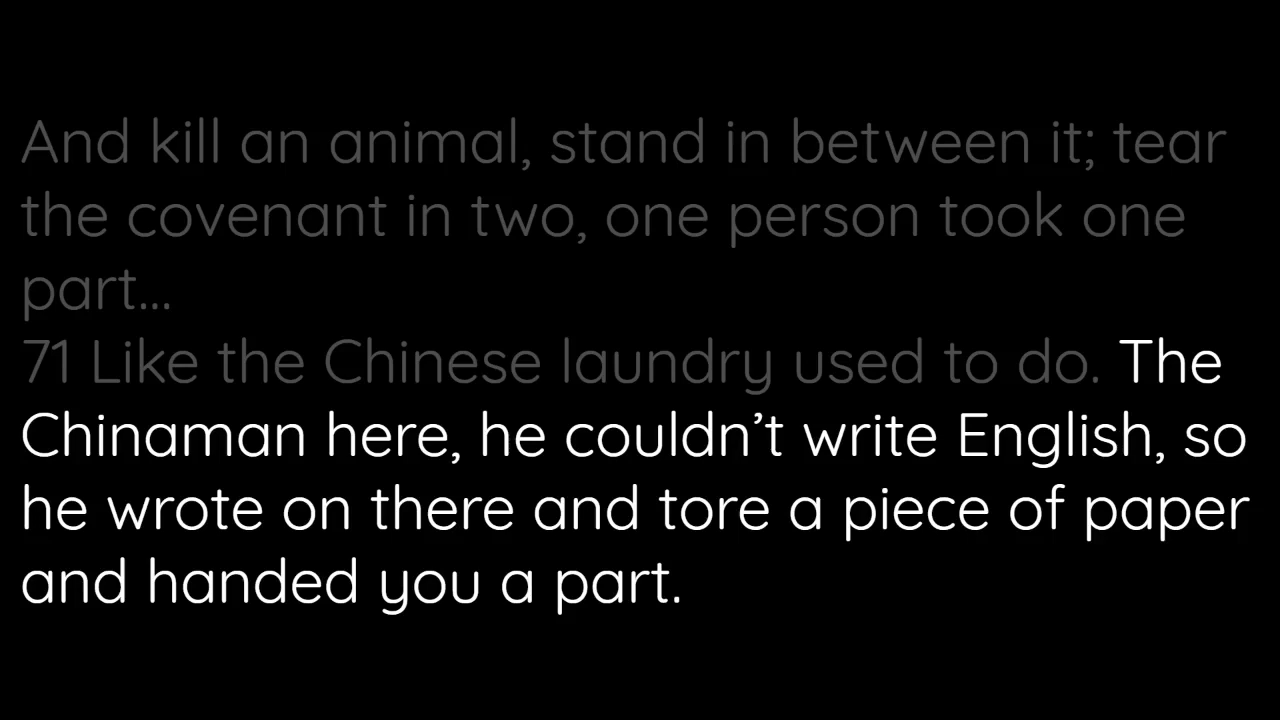 And kill an animal, stand in between it; tear
the covenant in two, one person took one
part...
71 Like the Chinese laundry used to do. The
Chinaman here, he couldn’t write English, so
he wrote on there and tore a piece of paper
and handed you a part.